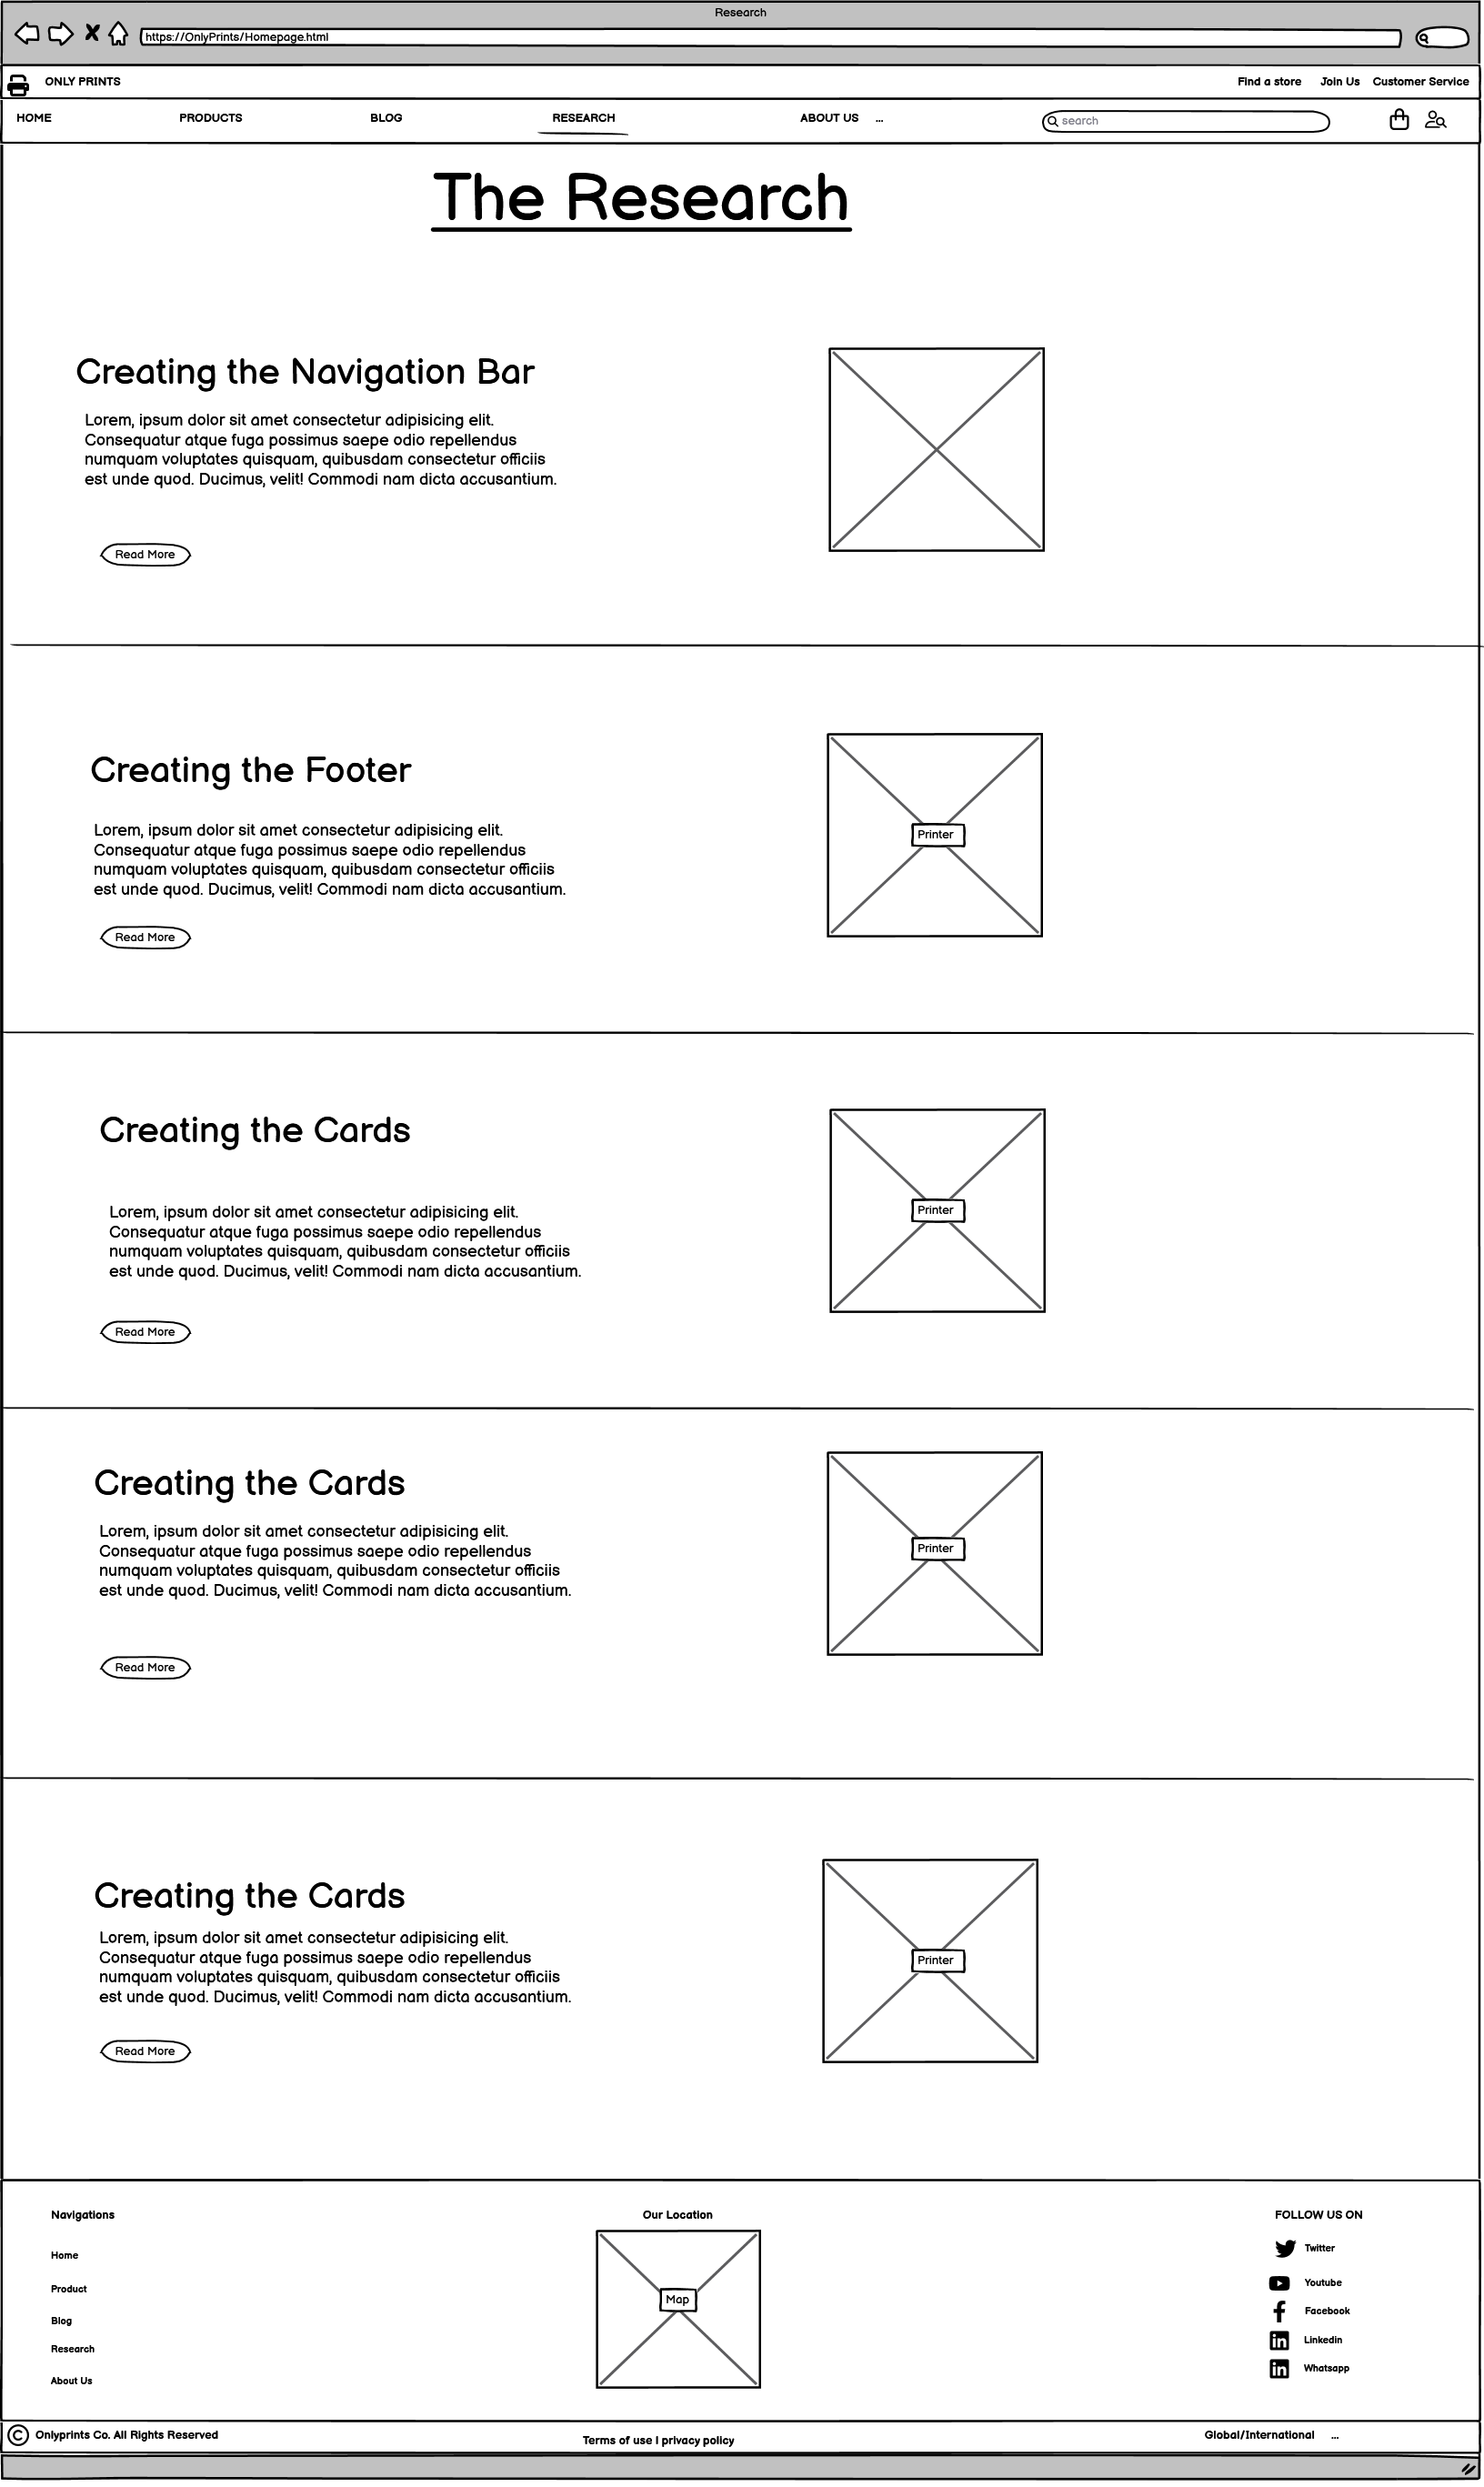 Research
https://OnlyPrints/Homepage.html
ONLY PRINTS
Find a store Join Us Customer Service
HOME PRODUCTS BLOG RESEARCH ABOUT US ... search
The Research
Creating the Navigation Bar
Lorem, ipsum dolor sit amet consectetur adipisicing elit.
Consequatur atque fuga possimus saepe odio repellendus
numquam voluptates quisquam, quibusdam consectetur officiis
est unde quod. Ducimus, velit! Commodi nam dicta accusantium.
Read More
Creating the Footer
Lorem, ipsum dolor sit amet consectetur adipisicing elit.
Consequatur atque fuga possimus saepe odio repellendus
numquam voluptates quisquam, quibusdam consectetur officiis
est unde quod. Ducimus, velit! Commodi nam dicta accusantium.
Read More
Printer
Creating the Cards
Lorem, ipsum dolor sit amet consectetur adipisicing elit.
Consequatur atque fuga possimus saepe odio repellendus
numquam voluptates quisquam, quibusdam consectetur officiis
est unde quod. Ducimus, velit! Commodi nam dicta accusantium.
Read More
Printer
Creating the Cards
Lorem, ipsum dolor sit amet consectetur adipisicing elit.
Consequatur atque fuga possimus saepe odio repellendus
numquam voluptates quisquam, quibusdam consectetur officiis
est unde quod. Ducimus, velit! Commodi nam dicta accusantium.
Read More
Printer
Creating the Cards
Lorem, ipsum dolor sit amet consectetur adipisicing elit.
Consequatur atque fuga possimus saepe odio repellendus
numquam voluptates quisquam, quibusdam consectetur officiis
est unde quod. Ducimus, velit! Commodi nam dicta accusantium.
Read More
Printer
Navigations
Home
Product
Blog
Research
About Us
Our Location
Map
FOLLOW US ON
Twitter
Youtube
Facebook
in Linkedin
in Whatsapp
© Onlyprints Co. All Rights Reserved
Terms of use I privacy policy
Global/International ...